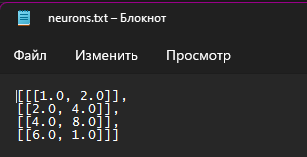 neurons.txt – Блокнот
Файл Изменить Просмотр
[[[1.0, 2.0]],
[[2.0, 4.0]],
[[4.0, 8.0]],
[[6.0, 1.0]]]